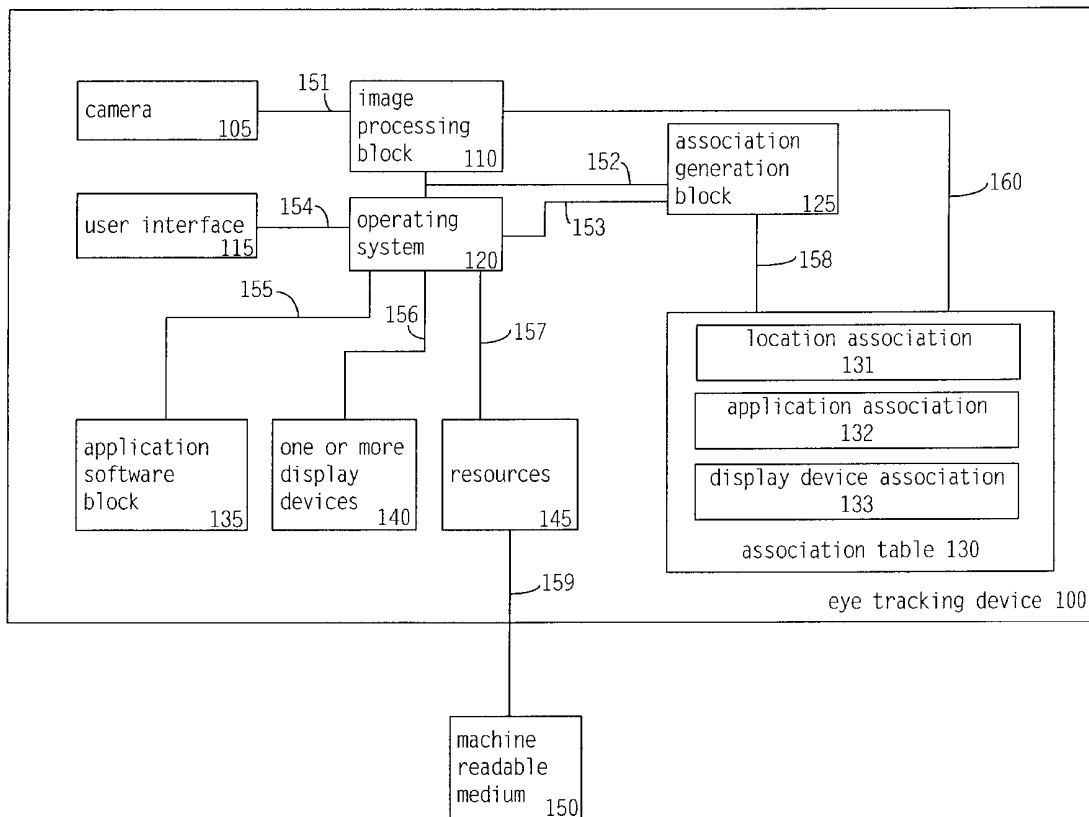 camera
105
151
image
processing
block
110
association
generation
block
125
152
160
user interface
115
154
operating
system
120
153
158
155
156
157
location association
131
application association
132
display device association
133
association table 130
application
software
block
135
one or more
display
devices
140
resources
145
159
eye tracking device 100
machine
readable
medium
150